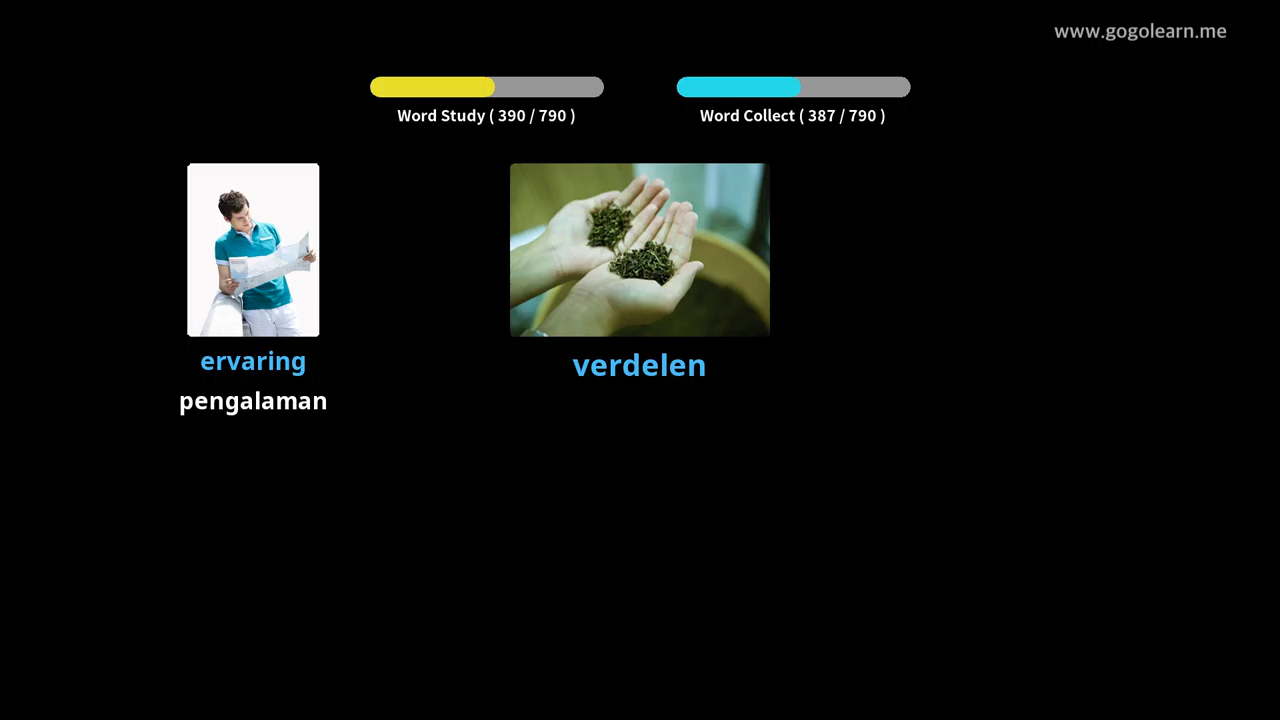 www.gogolearn.me
Word Study ( 390 / 790 )
Word Collect ( 387 / 790 )
ervaring
pengalaman
verdelen